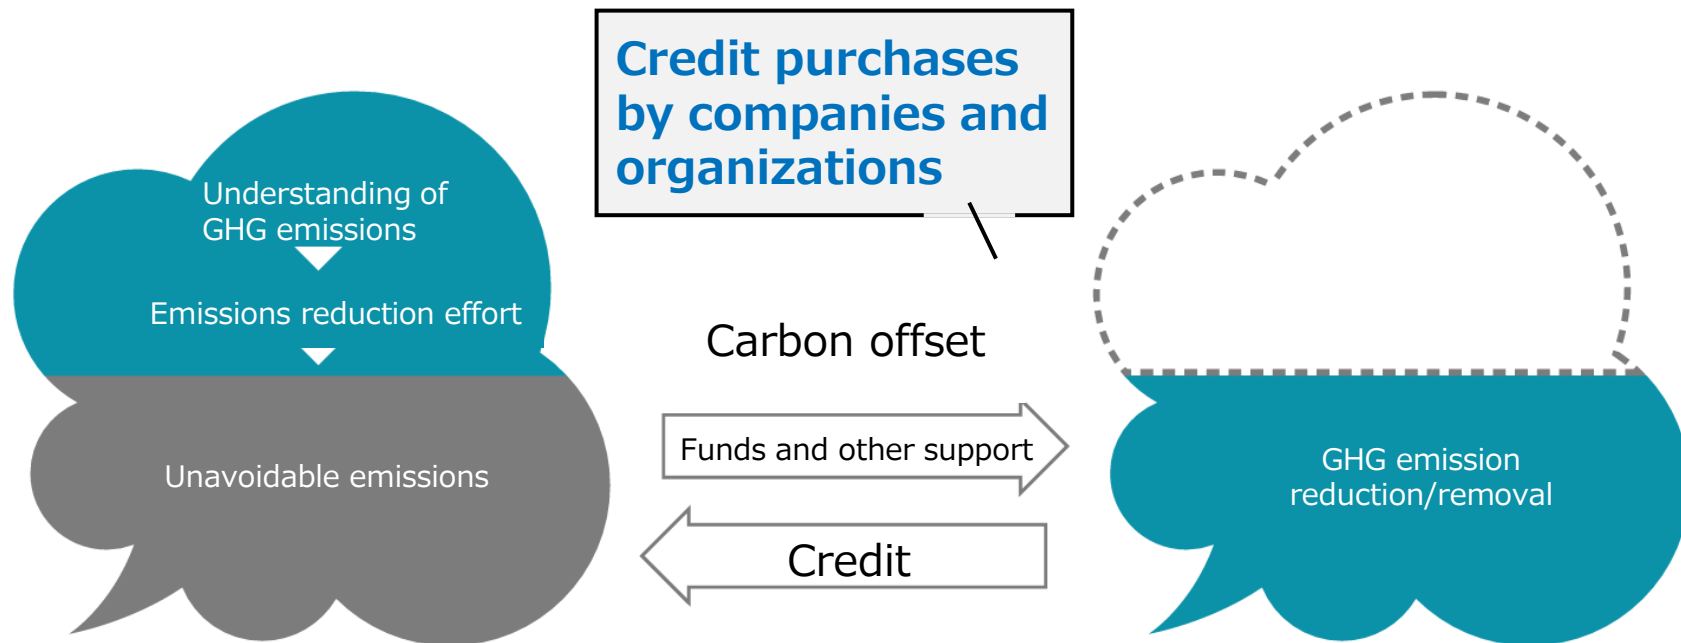 Credit purchases
by companies and
organizations
Understanding of
GHG emissions
Emissions reduction effort
Unavoidable emissions
Carbon offset
Funds and other support
Credit
GHG emission
reduction/removal